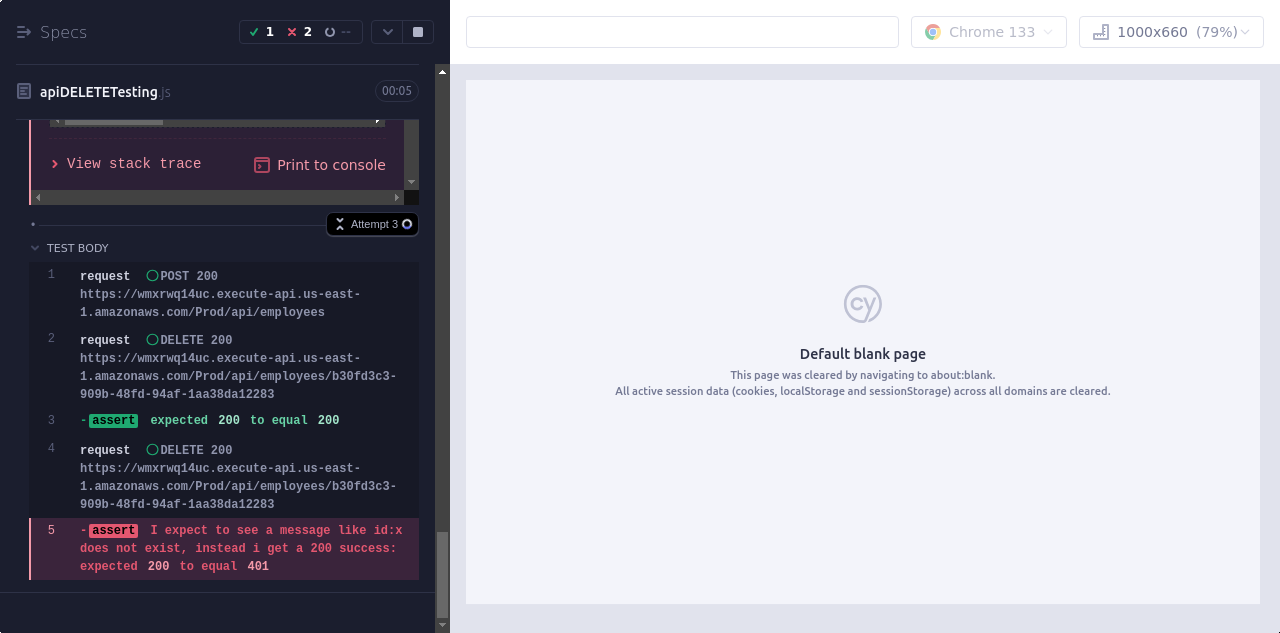 Specs
1 2 --
Chrome 133
1000x660 (79%)
apiDELETETesting.js
00:05
View stack trace
Print to console
Attempt 3
TEST BODY
1 request POST 200
https://wmxrwq14uc.execute-api.us-east-
1.amazonaws.com/Prod/api/employees
2 request DELETE 200
https://wmxrwq14uc.execute-api.us-east-
1.amazonaws.com/Prod/api/employees/b30fd3c3-
909b-48fd-94af-1aa38da12283
3 -assert expected 200 to equal 200
4 request DELETE 200
https://wmxrwq14uc.execute-api.us-east-
1.amazonaws.com/Prod/api/employees/b30fd3c3-
909b-48fd-94af-1aa38da12283
5 -assert I expect to see a message like id:x
does not exist, instead i get a 200 success:
expected 200 to equal 401
cy
Default blank page
This page was cleared by navigating to about:blank.
All active session data (cookies, localStorage and sessionStorage) across all domains are cleared.